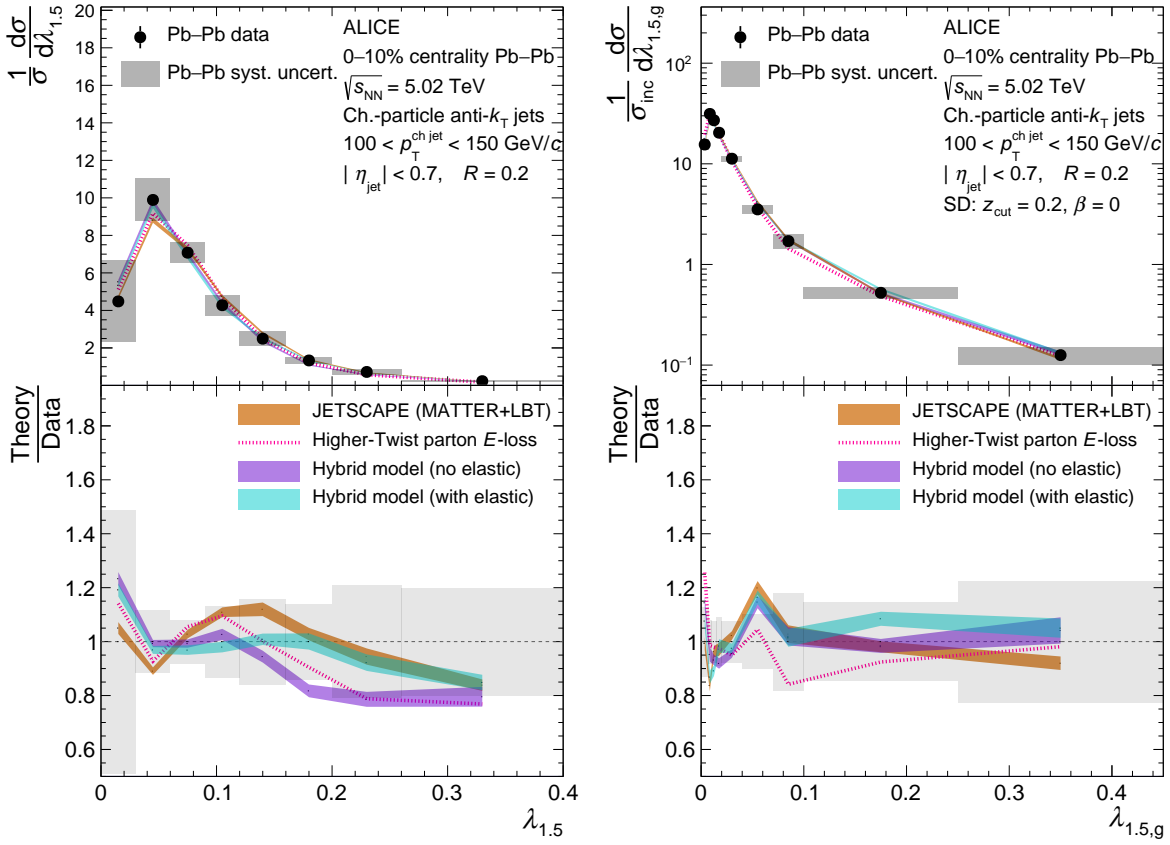 1/σ dσ/dλ1.5
20
18
16
14
12
10
8
6
4
2
Pb–Pb data
Pb–Pb syst. uncert.
ALICE
0–10% centrality Pb–Pb
√sNN = 5.02 TeV
Ch.-particle anti-kT jets
100 < pT^ch jet < 150 GeV/c
| ηjet | < 0.7, R = 0.2
Theory/Data
1.8
1.6
1.4
1.2
1
0.8
0.6
JETSCAPE (MATTER+LBT)
Higher-Twist parton E-loss
Hybrid model (no elastic)
Hybrid model (with elastic)
0 0.1 0.2 0.3 0.4
λ1.5
1/σinc dσ/dλ1.5,g
10²
10
1
10⁻¹
Pb–Pb data
Pb–Pb syst. uncert.
ALICE
0–10% centrality Pb–Pb
√sNN = 5.02 TeV
Ch.-particle anti-kT jets
100 < pT^ch jet < 150 GeV/c
| ηjet | < 0.7, R = 0.2
SD: zcut = 0.2, β = 0
Theory/Data
1.8
1.6
1.4
1.2
1
0.8
0.6
JETSCAPE (MATTER+LBT)
Higher-Twist parton E-loss
Hybrid model (no elastic)
Hybrid model (with elastic)
0 0.1 0.2 0.3 0.4
λ1.5,g